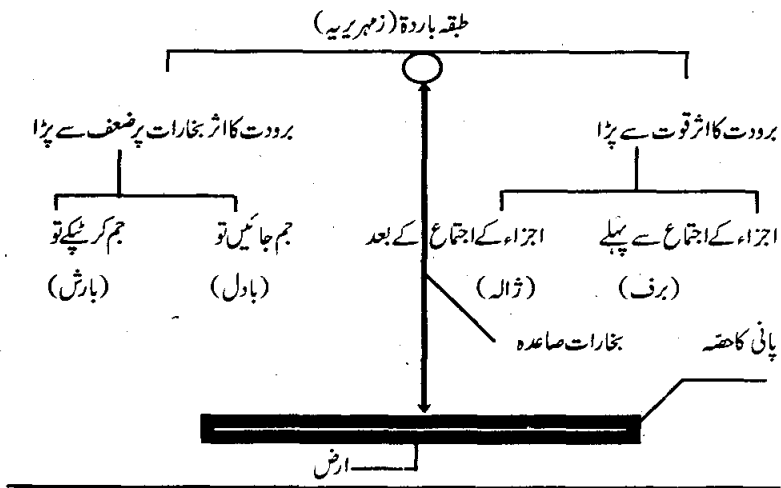 طبقہ باردۃ (زمہریریہ)
برودت کا اثر قوت سے پڑا
برودت کا اثر بخارات پر ضعف سے پڑا
اجزاء کے اجتماع سے پہلے
(برف)
اجزاء کے اجتماع کے بعد
(ژالہ)
جم جائیں تو
(بادل)
جم کر ٹپکے تو
(بارش)
پانی کا حصّہ
بخارات صاعدہ
ارض